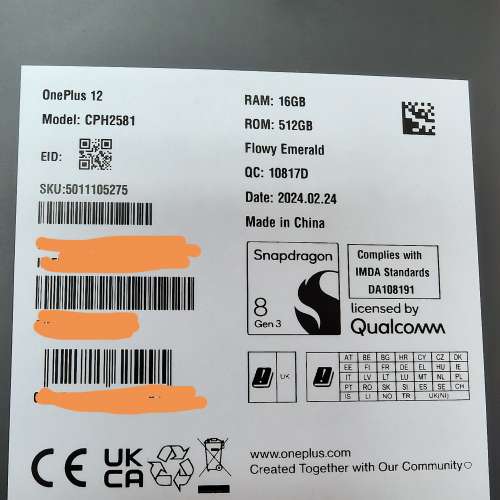 OnePlus 12
Model: CPH2581
EID:
SKU:5011105275
RAM: 16GB
ROM: 512GB
Flowy Emerald
QC: 10817D
Date: 2024.02.24
Made in China
Snapdragon
8
Gen 3
Complies with
IMDA Standards
DA108191
licensed by
Qualcomm
UK
AT BE BG HR CY CZ DK
EE FI FR DE EL HU IE
IT LV LT LU MT NL PL
PT RO SK SI ES SE CH
IS LI NO TR UK(NI)
CE
UK
CA
www.oneplus.com
Created Together with Our Community